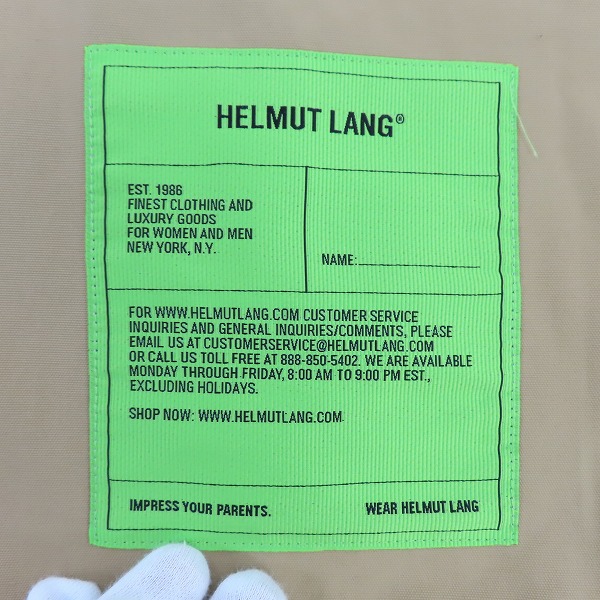 HELMUT LANG®
EST. 1986
FINEST CLOTHING AND
LUXURY GOODS
FOR WOMEN AND MEN
NEW YORK, N.Y.
NAME:
FOR WWW.HELMUTLANG.COM CUSTOMER SERVICE
INQUIRIES AND GENERAL INQUIRIES/COMMENTS, PLEASE
EMAIL US AT CUSTOMERSERVICE@HELMUTLANG.COM
OR CALL US TOLL FREE AT 888-850-5402. WE ARE AVAILABLE
MONDAY THROUGH FRIDAY, 8:00 AM TO 9:00 PM EST.,
EXCLUDING HOLIDAYS.
SHOP NOW: WWW.HELMUTLANG.COM
IMPRESS YOUR PARENTS.
WEAR HELMUT LANG